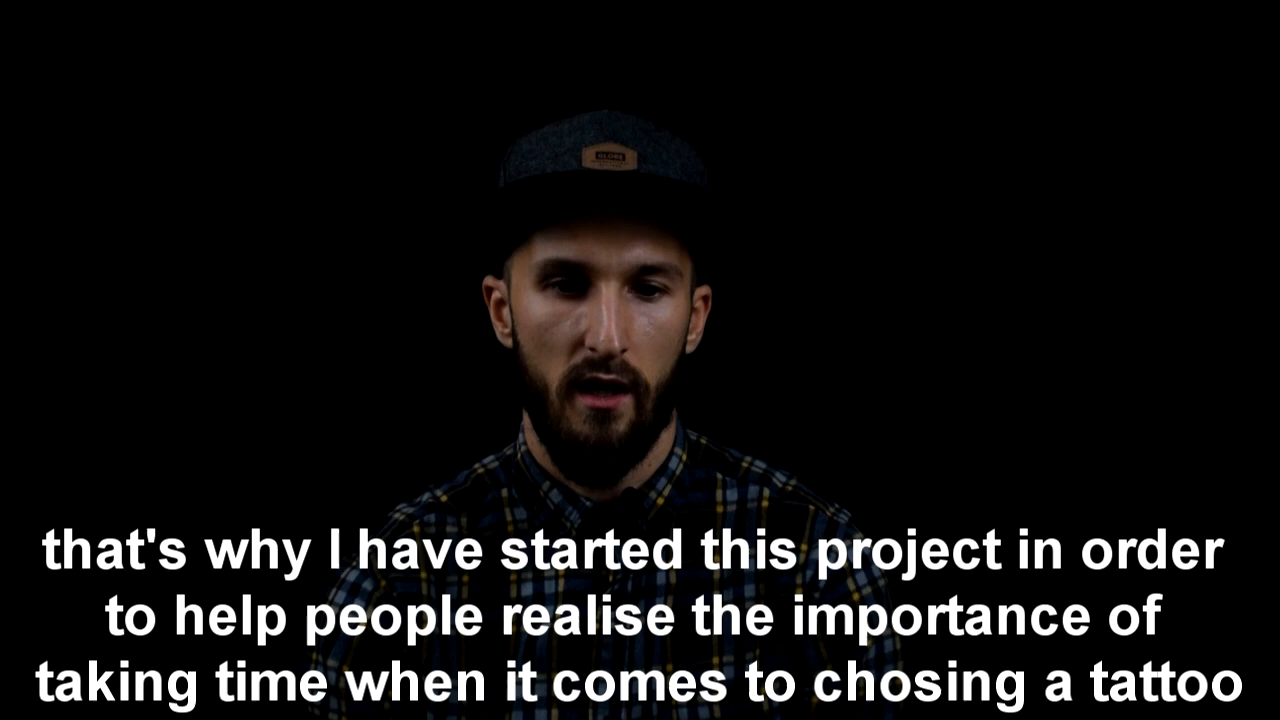 GLOBE
that's why I have started this project in order
to help people realise the importance of
taking time when it comes to chosing a tattoo